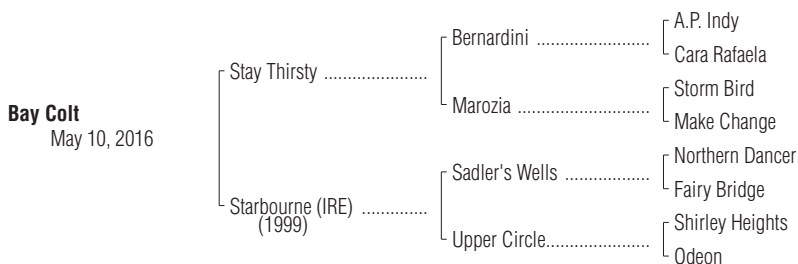 A.P. Indy
Bernardini ........................
Cara Rafaela
Stay Thirsty ......................
Storm Bird
Marozia ............................
Make Change
Bay Colt
May 10, 2016
Northern Dancer
Sadler's Wells ..................
Fairy Bridge
Starbourne (IRE) ..............
(1999)
Shirley Heights
Upper Circle......................
Odeon